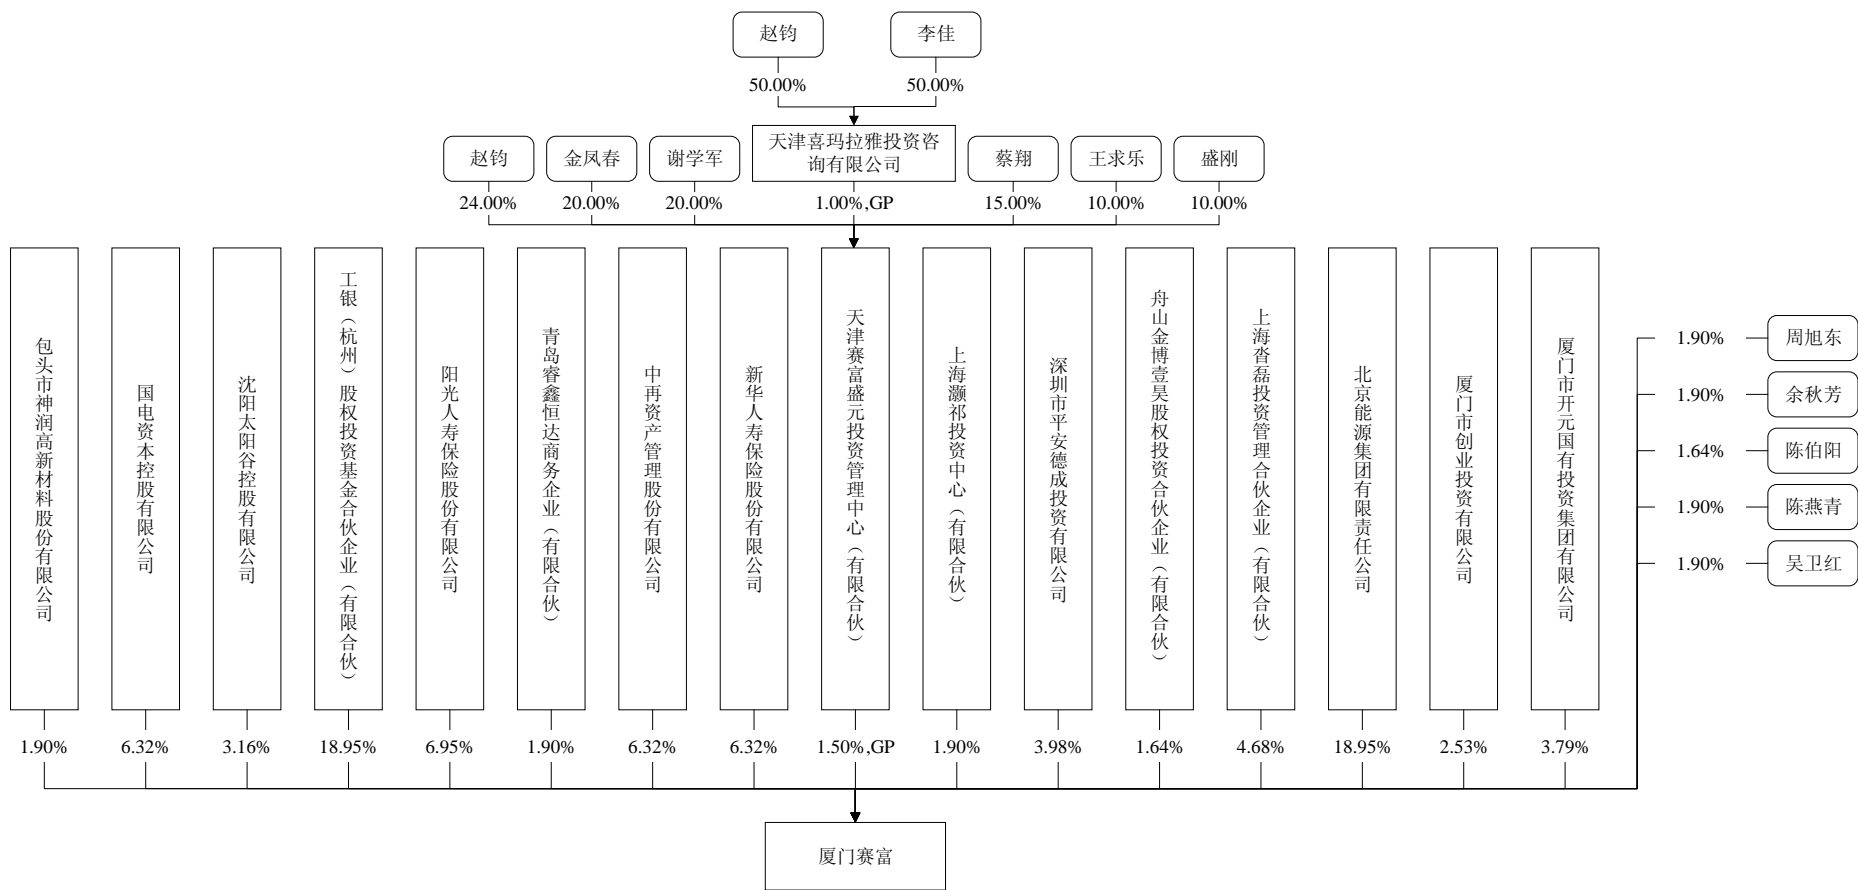 赵钧
李佳
50.00%
50.00%
赵钧
金凤春
谢学军
天津喜玛拉雅投资咨
询有限公司
蔡翔
王求乐
盛刚
24.00%
20.00%
20.00%
1.00%,GP
15.00%
10.00%
10.00%
包头市神润高新材料股份有限公司
国电资本控股有限公司
沈阳太阳谷控股有限公司
工银（杭州）股权投资基金合伙企业（有限合伙）
阳光人寿保险股份有限公司
青岛睿鑫恒达商务企业（有限合伙）
中再资产管理股份有限公司
新华人寿保险股份有限公司
天津赛富盛元投资管理中心（有限合伙）
上海灏祁投资中心（有限合伙）
深圳市平安德成投资有限公司
舟山金博壹昊股权投资合伙企业（有限合伙）
上海沓磊投资管理合伙企业（有限合伙）
北京能源集团有限责任公司
厦门市创业投资有限公司
厦门市开元国有投资集团有限公司
1.90%
周旭东
1.90%
余秋芳
1.64%
陈伯阳
1.90%
陈燕青
1.90%
吴卫红
1.90%
6.32%
3.16%
18.95%
6.95%
1.90%
6.32%
6.32%
1.50%,GP
1.90%
3.98%
1.64%
4.68%
18.95%
2.53%
3.79%
厦门赛富